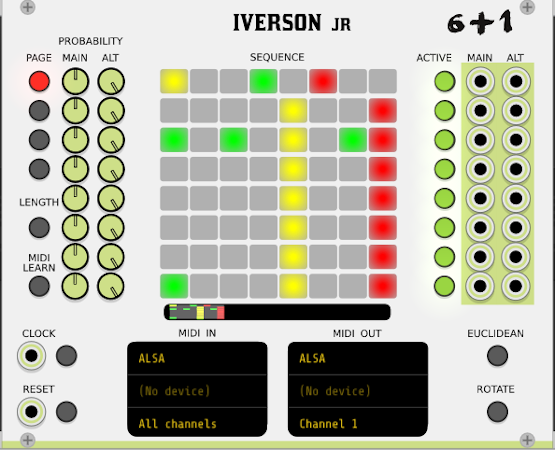 IVERSON JR
6+1
PROBABILITY
PAGE MAIN ALT
SEQUENCE
ACTIVE MAIN ALT
LENGTH
MIDI
LEARN
CLOCK
MIDI IN
MIDI OUT
EUCLIDEAN
ALSA
ALSA
(No device)
(No device)
RESET
ROTATE
All channels
Channel 1